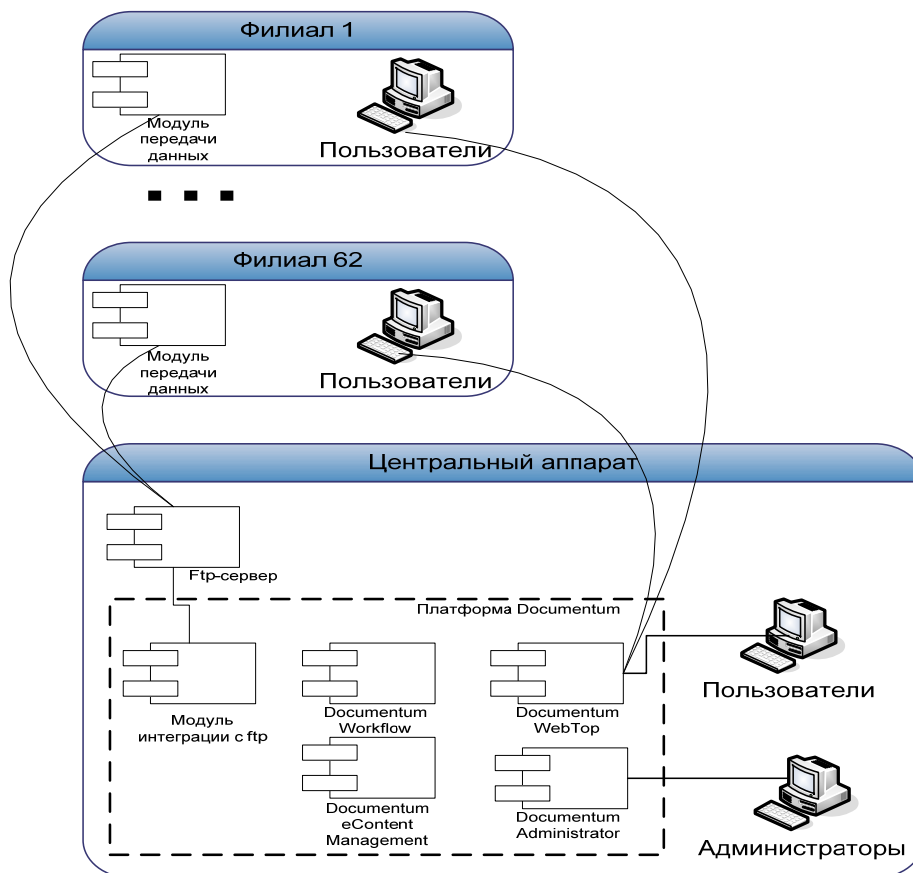 Филиал 1
Модуль
передачи
данных
Пользователи
Филиал 62
Модуль
передачи
данных
Пользователи
Центральный аппарат
Ftp-сервер
Платформа Documentum
Модуль
интеграции с ftp
Documentum
Workflow
Documentum
WebTop
Пользователи
Documentum
eContent
Management
Documentum
Administrator
Администраторы